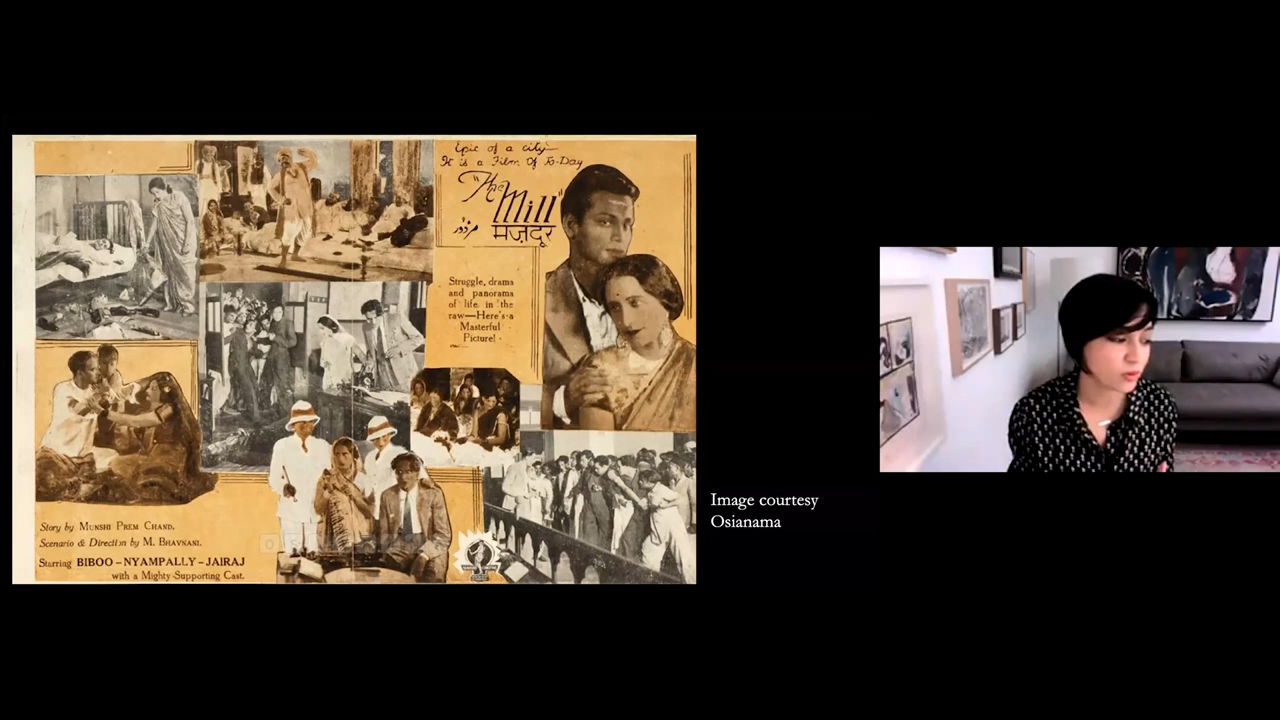 Epic of a city
It is a Film Of To-Day
"The
Mill"
مزدور
मज़दूर
Struggle, drama
and panorama
of life in the
raw—Here's a
Masterful
Picture!
Story by MUNSHI PREM CHAND.
Scenario & Direction by M. BHAVNANI.
Starring BIBOO – NYAMPALLY – JAIRAJ
with a Mighty Supporting Cast.
Image courtesy
Osianama